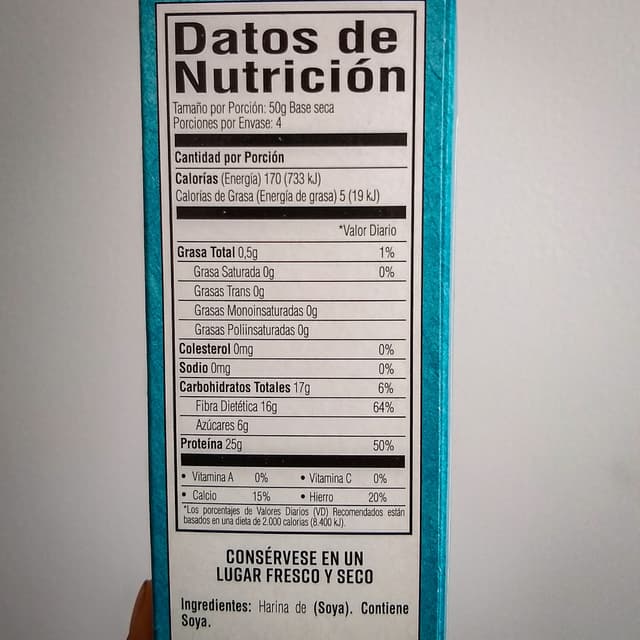 Datos de
Nutrición
Tamaño por Porción: 50g Base seca
Porciones por Envase: 4
Cantidad por Porción
Calorías (Energía) 170 (733 kJ)
Calorías de Grasa (Energía de grasa) 5 (19 kJ)
*Valor Diario
Grasa Total 0,5g 1%
Grasa Saturada 0g 0%
Grasas Trans 0g
Grasas Monoinsaturadas 0g
Grasas Poliinsaturadas 0g
Colesterol 0mg 0%
Sodio 0mg 0%
Carbohidratos Totales 17g 6%
Fibra Dietética 16g 64%
Azúcares 6g
Proteína 25g 50%
• Vitamina A 0% • Vitamina C 0%
• Calcio 15% • Hierro 20%
*Los porcentajes de Valores Diarios (VD) Recomendados están
basados en una dieta de 2.000 calorías (8.400 kJ).
CONSÉRVESE EN UN
LUGAR FRESCO Y SECO
Ingredientes: Harina de (Soya). Contiene
Soya.